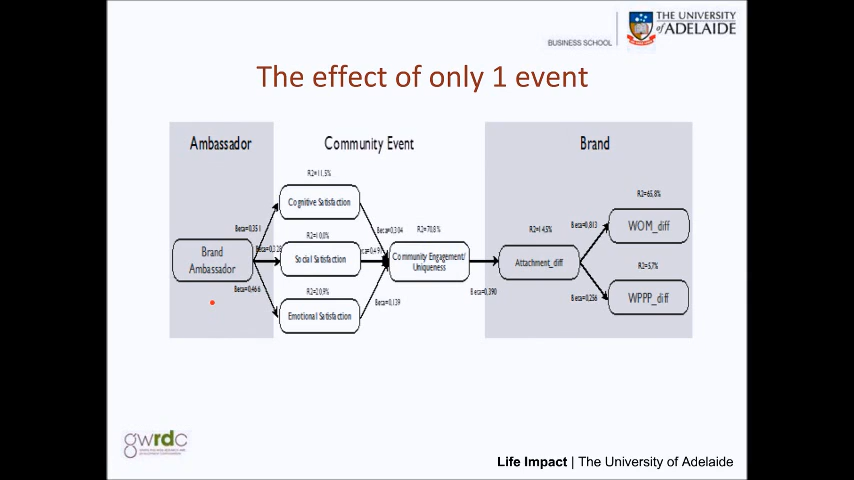 THE UNIVERSITY
of ADELAIDE
BUSINESS SCHOOL
The effect of only 1 event
Ambassador
Community Event
Brand
R2=11,5%
Cognitive Satisfaction
Beta=0,351
R2=10,0%
Social Satisfaction
R2=20,9%
Emotional Satisfaction
Beta=0,466
Brand
Ambassador
Beta=0,304
R2=70,8%
Community Engagement/
Uniqueness
Beta=0,139
Beta=0,390
R2=14,5%
Attachment_diff
Beta=0,813
R2=65,8%
WOM_diff
Beta=0,256
R2=5,7%
WPPP_diff
gwrdc
Life Impact | The University of Adelaide